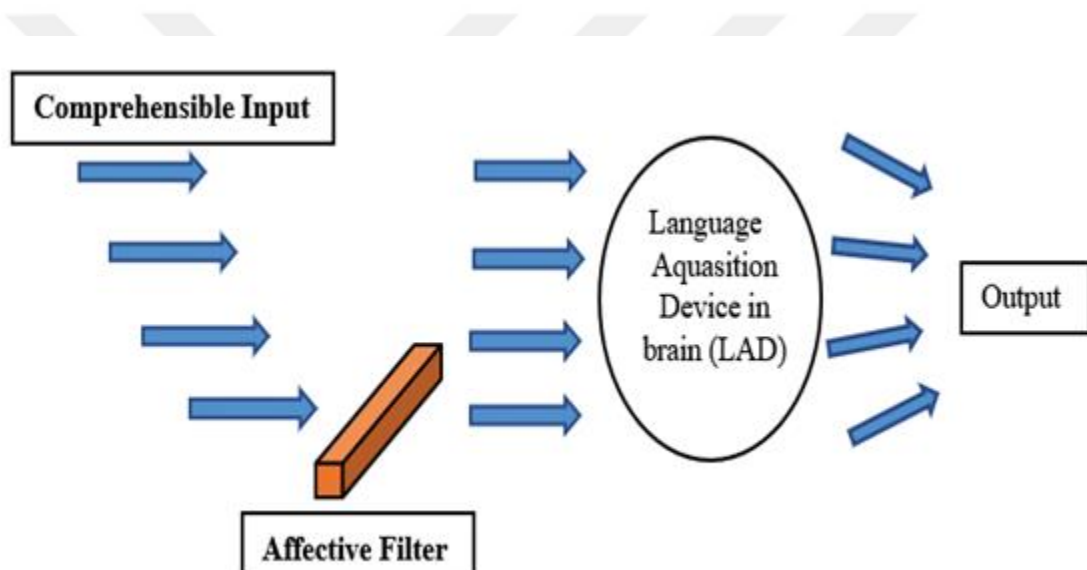 Comprehensible Input
Language
Aquasition
Device in
brain (LAD)
Output
Affective Filter